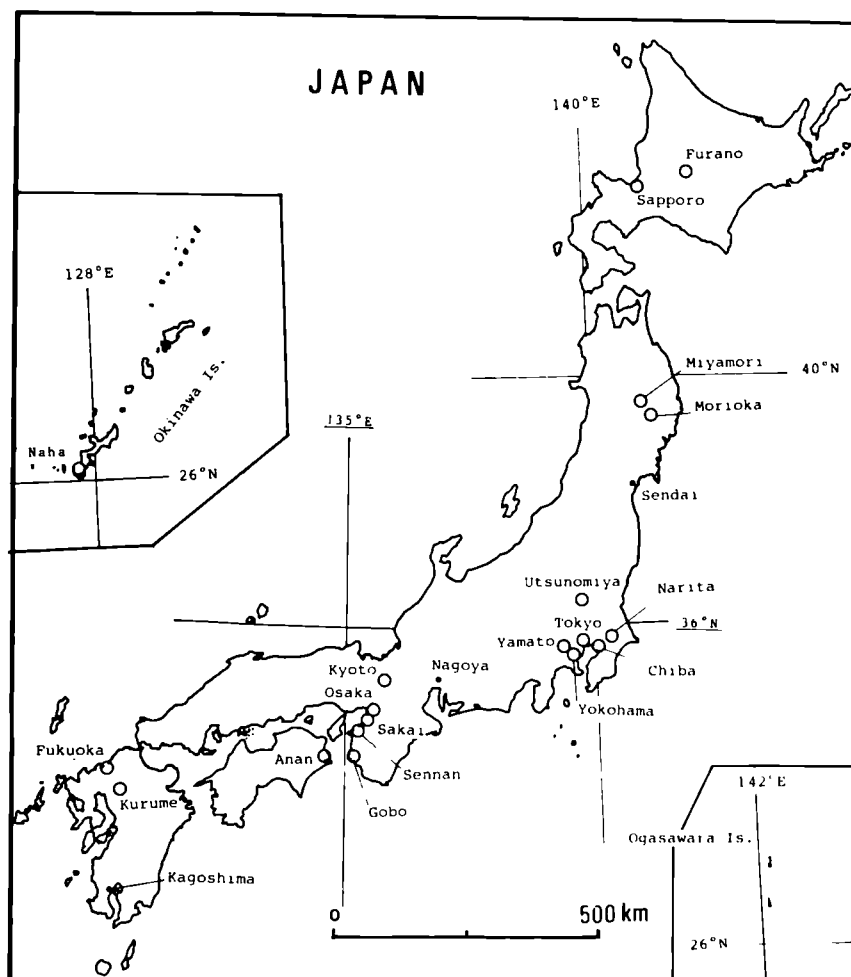 JAPAN
140°E
Furano
Sapporo
128°E
Okinawa Is.
Naha
26°N
Miyamori
40°N
Morioka
135°E
Sendai
Utsunomiya
Narita
Tokyo
36°N
Yamato
Chiba
Kyoto
Nagoya
Yokohama
Osaka
Sakai
Fukuoka
Anan
Sennan
Kurume
Gobo
142°E
Ogasawara Is.
Kagoshima
0
500 km
26°N